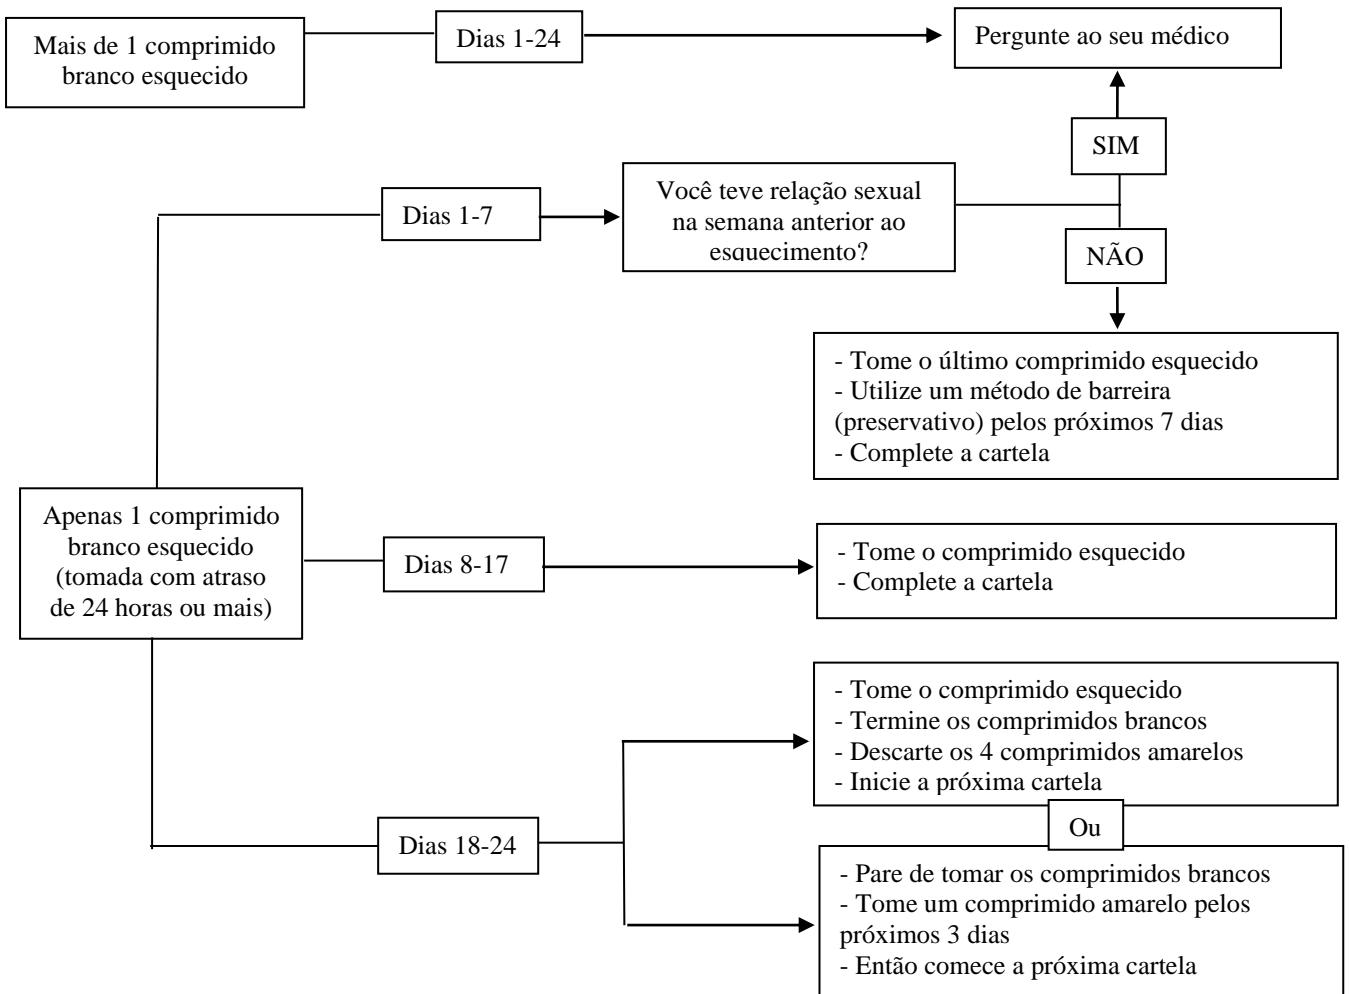 Mais de 1 comprimido
branco esquecido
Dias 1-24
Pergunte ao seu médico
SIM
Dias 1-7
Você teve relação sexual
na semana anterior ao
esquecimento?
NÃO
- Tome o último comprimido esquecido
- Utilize um método de barreira
(preservativo) pelos próximos 7 dias
- Complete a cartela
Apenas 1 comprimido
branco esquecido
(tomada com atraso
de 24 horas ou mais)
Dias 8-17
- Tome o comprimido esquecido
- Complete a cartela
- Tome o comprimido esquecido
- Termine os comprimidos brancos
- Descarte os 4 comprimidos amarelos
- Inicie a próxima cartela
Ou
Dias 18-24
- Pare de tomar os comprimidos brancos
- Tome um comprimido amarelo pelos
próximos 3 dias
- Então comece a próxima cartela